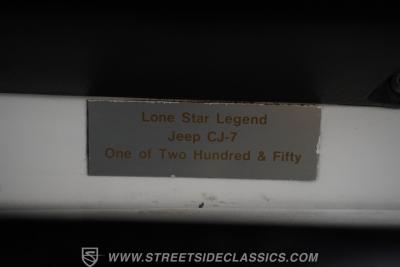 Lone Star Legend
Jeep CJ-7
One of Two Hundred & Fifty
WWW.STREETSIDECLASSICS.COM